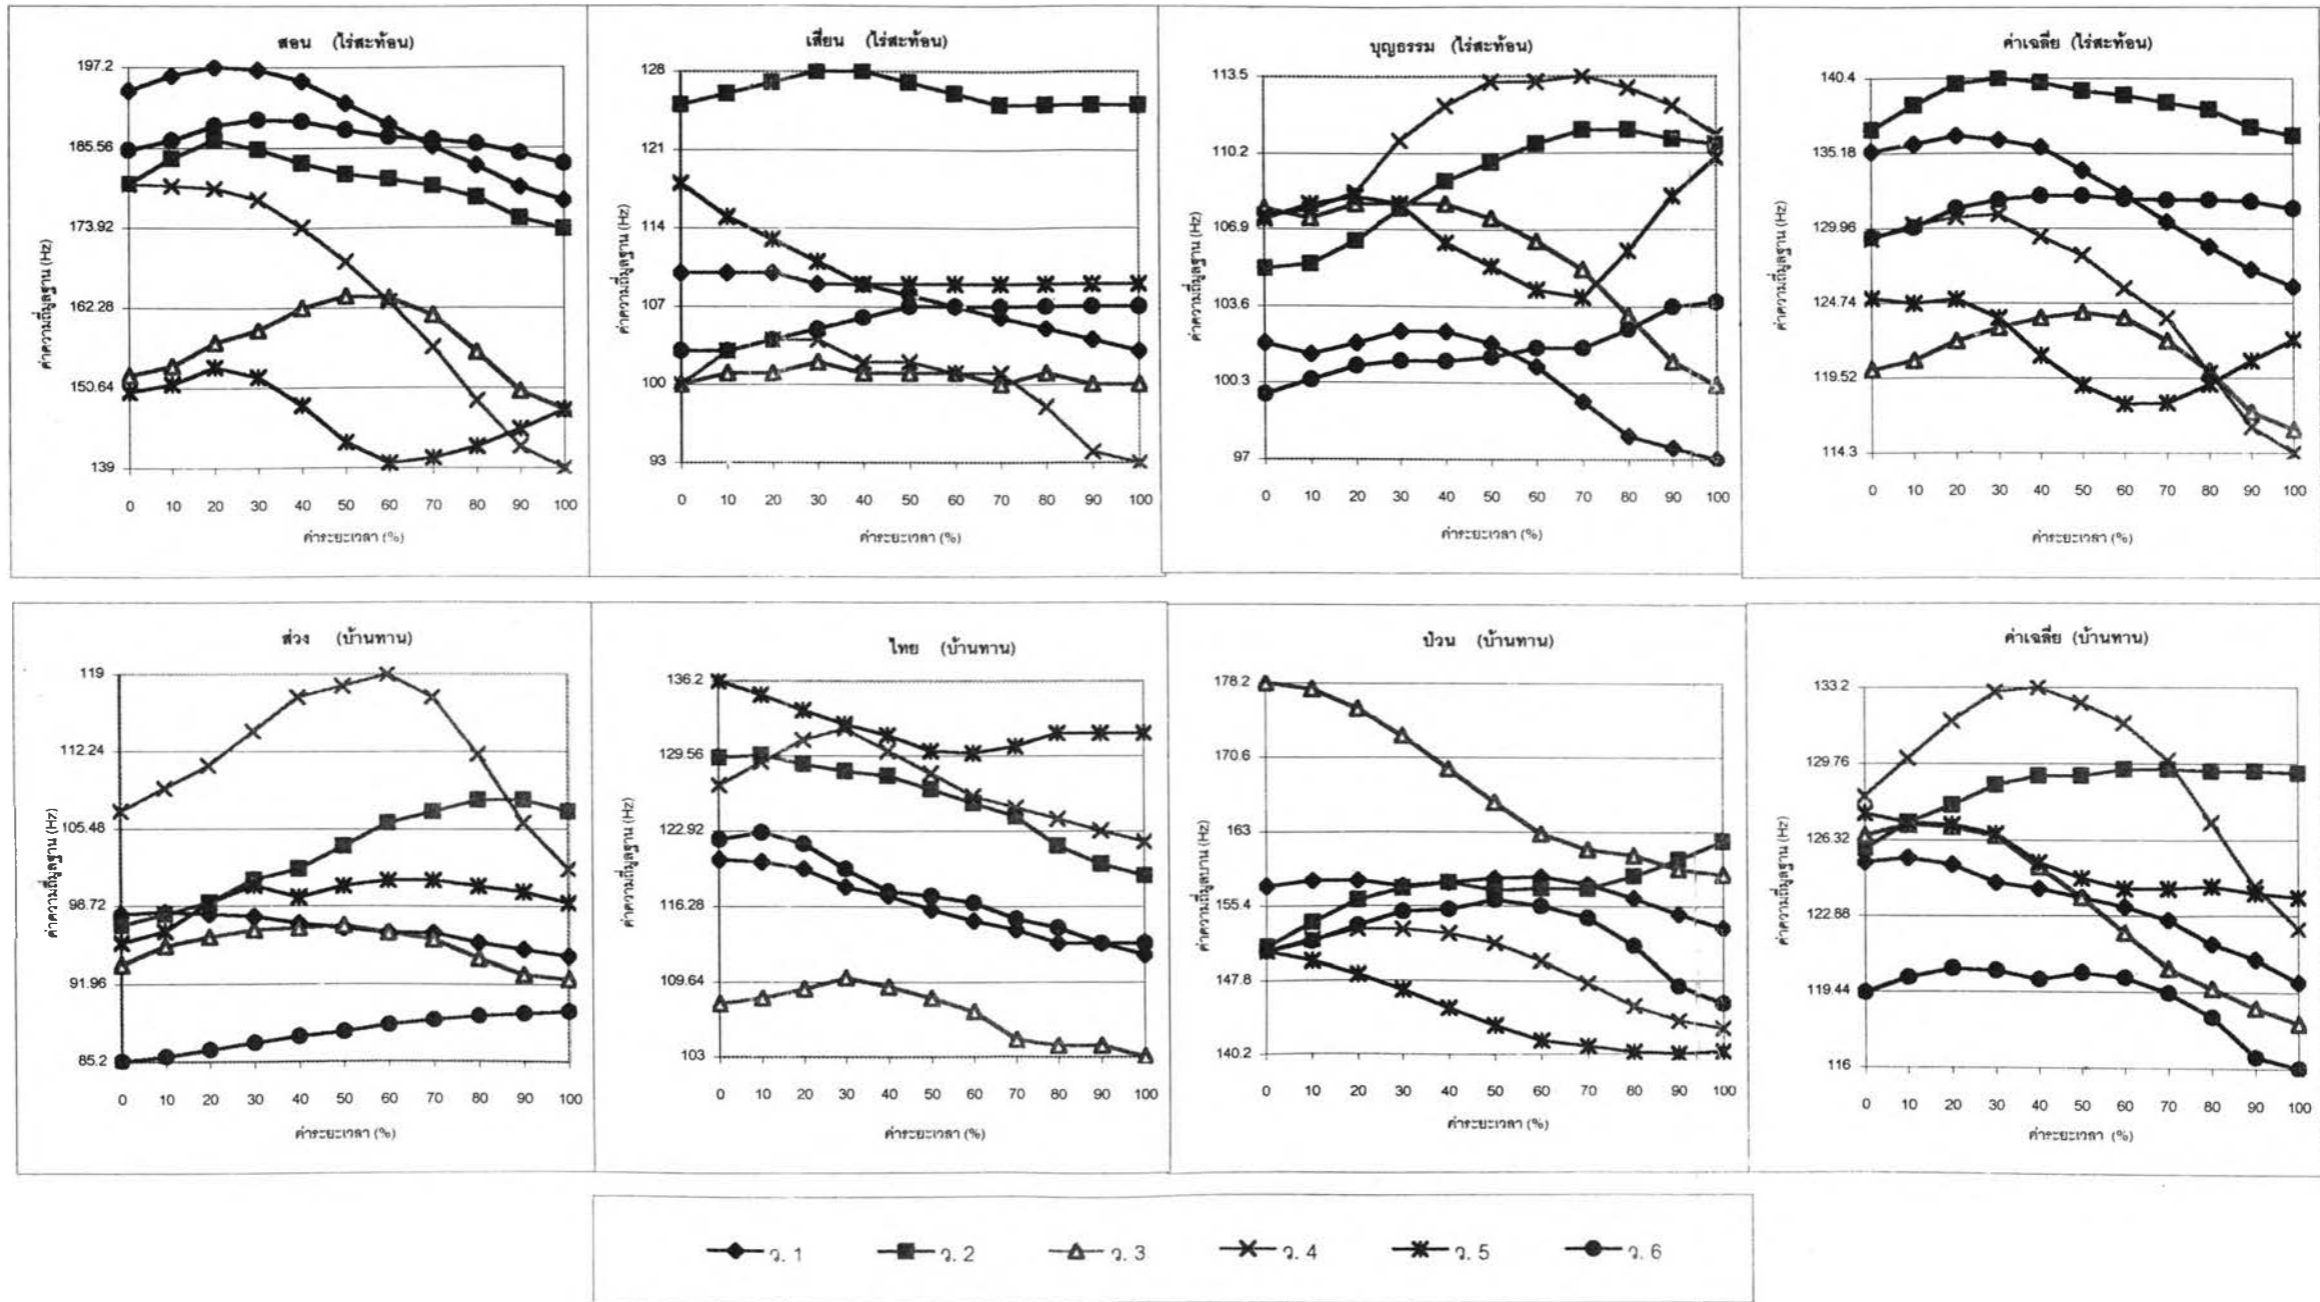 สอน (ไร่สะท้อน)
197.2
185.56
173.92
162.28
150.64
139
0 10 20 30 40 50 60 70 80 90 100
ค่าความถี่มูลฐาน (Hz)
ค่าระยะเวลา (%)
เสี่ยน (ไร่สะท้อน)
128
121
114
107
100
93
0 10 20 30 40 50 60 70 80 90 100
ค่าความถี่มูลฐาน (Hz)
ค่าระยะเวลา (%)
บุญธรรม (ไร่สะท้อน)
113.5
110.2
106.9
103.6
100.3
97
0 10 20 30 40 50 60 70 80 90 100
ค่าความถี่มูลฐาน (Hz)
ค่าระยะเวลา (%)
ค่าเฉลี่ย (ไร่สะท้อน)
140.4
135.18
129.96
124.74
119.52
114.3
0 10 20 30 40 50 60 70 80 90 100
ค่าความถี่มูลฐาน (Hz)
ค่าระยะเวลา (%)
ส่วง (บ้านทาน)
119
112.24
105.48
98.72
91.96
85.2
0 10 20 30 40 50 60 70 80 90 100
ค่าความถี่มูลฐาน (Hz)
ค่าระยะเวลา (%)
ไทย (บ้านทาน)
136.2
129.56
122.92
116.28
109.64
103
0 10 20 30 40 50 60 70 80 90 100
ค่าความถี่มูลฐาน (Hz)
ค่าระยะเวลา (%)
ป่วน (บ้านทาน)
178.2
170.6
163
155.4
147.8
140.2
0 10 20 30 40 50 60 70 80 90 100
ค่าความถี่มูลบาน (Hz)
ค่าระยะเวลา (%)
ค่าเฉลี่ย (บ้านทาน)
133.2
129.76
126.32
122.88
119.44
116
0 10 20 30 40 50 60 70 80 90 100
ค่าความถี่มูลฐาน (Hz)
ค่าระยะเวลา (%)
ว. 1 ว. 2 ว. 3 ว. 4 ว. 5 ว. 6